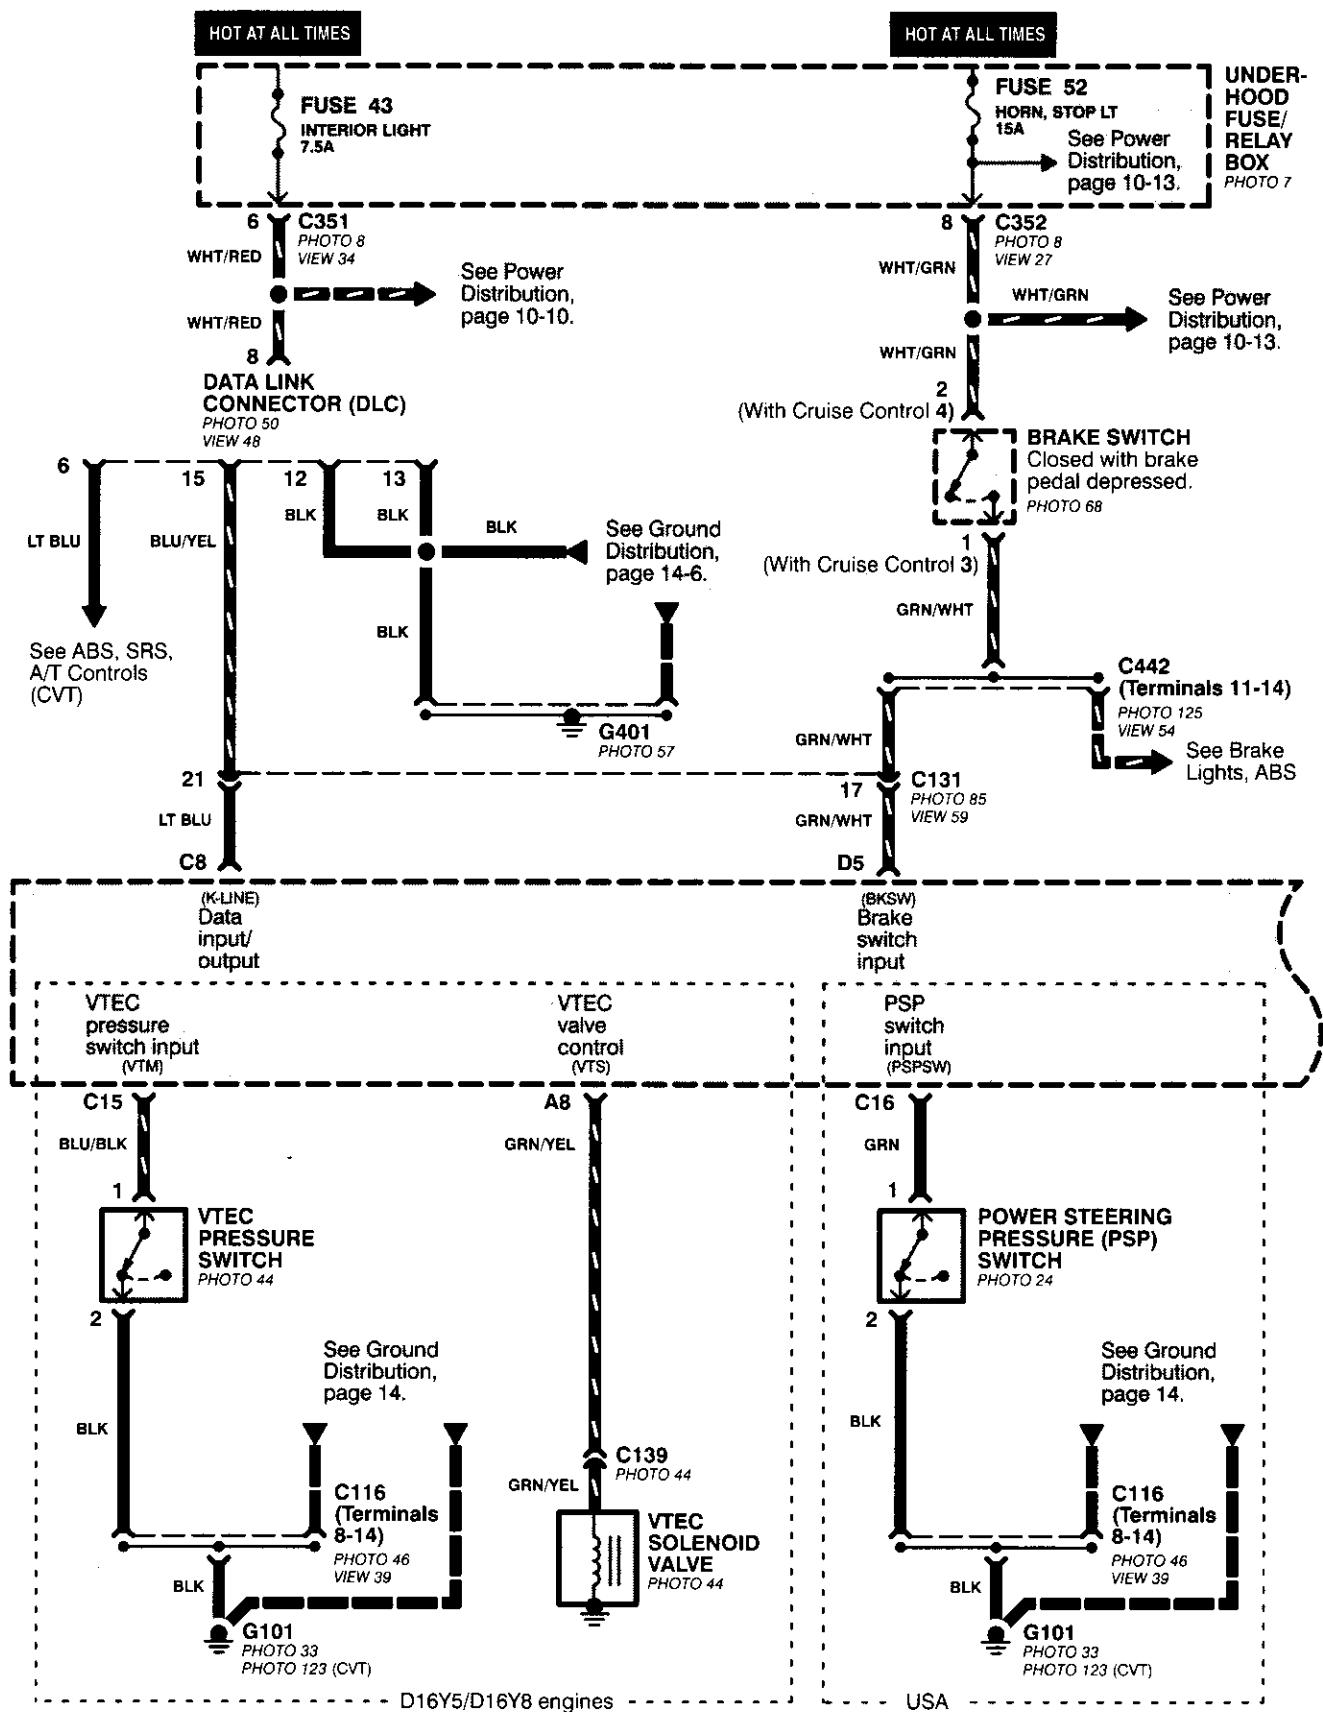 HOT AT ALL TIMES
HOT AT ALL TIMES
FUSE 43
INTERIOR LIGHT
7.5A
FUSE 52
HORN, STOP LT
15A
See Power
Distribution,
page 10-13.
UNDER-
HOOD
FUSE/
RELAY
BOX
PHOTO 7
6
C351
PHOTO 8
VIEW 34
WHT/RED
See Power
Distribution,
page 10-10.
WHT/RED
8
DATA LINK
CONNECTOR (DLC)
PHOTO 50
VIEW 48
8
C352
PHOTO 8
VIEW 27
WHT/GRN
WHT/GRN
See Power
Distribution,
page 10-13.
WHT/GRN
2
(With Cruise Control 4)
BRAKE SWITCH
Closed with brake
pedal depressed.
PHOTO 68
1
(With Cruise Control 3)
GRN/WHT
6
15
12
13
LT BLU
BLU/YEL
BLK
BLK
BLK
See Ground
Distribution,
page 14-6.
BLK
See ABS, SRS,
A/T Controls
(CVT)
G401
PHOTO 57
C442
(Terminals 11-14)
PHOTO 125
VIEW 54
GRN/WHT
See Brake
Lights, ABS
21
17
C131
PHOTO 85
VIEW 59
LT BLU
GRN/WHT
C8
D5
(K-LINE)
Data
input/
output
(BKSW)
Brake
switch
input
VTEC
pressure
switch input
(VTM)
VTEC
valve
control
(VTS)
PSP
switch
input
(PSPSW)
C15
A8
C16
BLU/BLK
GRN/YEL
GRN
1
VTEC
PRESSURE
SWITCH
PHOTO 44
2
1
POWER STEERING
PRESSURE (PSP)
SWITCH
PHOTO 24
2
See Ground
Distribution,
page 14.
BLK
See Ground
Distribution,
page 14.
BLK
C139
PHOTO 44
GRN/YEL
C116
(Terminals
8-14)
PHOTO 46
VIEW 39
VTEC
SOLENOID
VALVE
PHOTO 44
C116
(Terminals
8-14)
PHOTO 46
VIEW 39
BLK
G101
PHOTO 33
PHOTO 123 (CVT)
BLK
G101
PHOTO 33
PHOTO 123 (CVT)
D16Y5/D16Y8 engines
USA